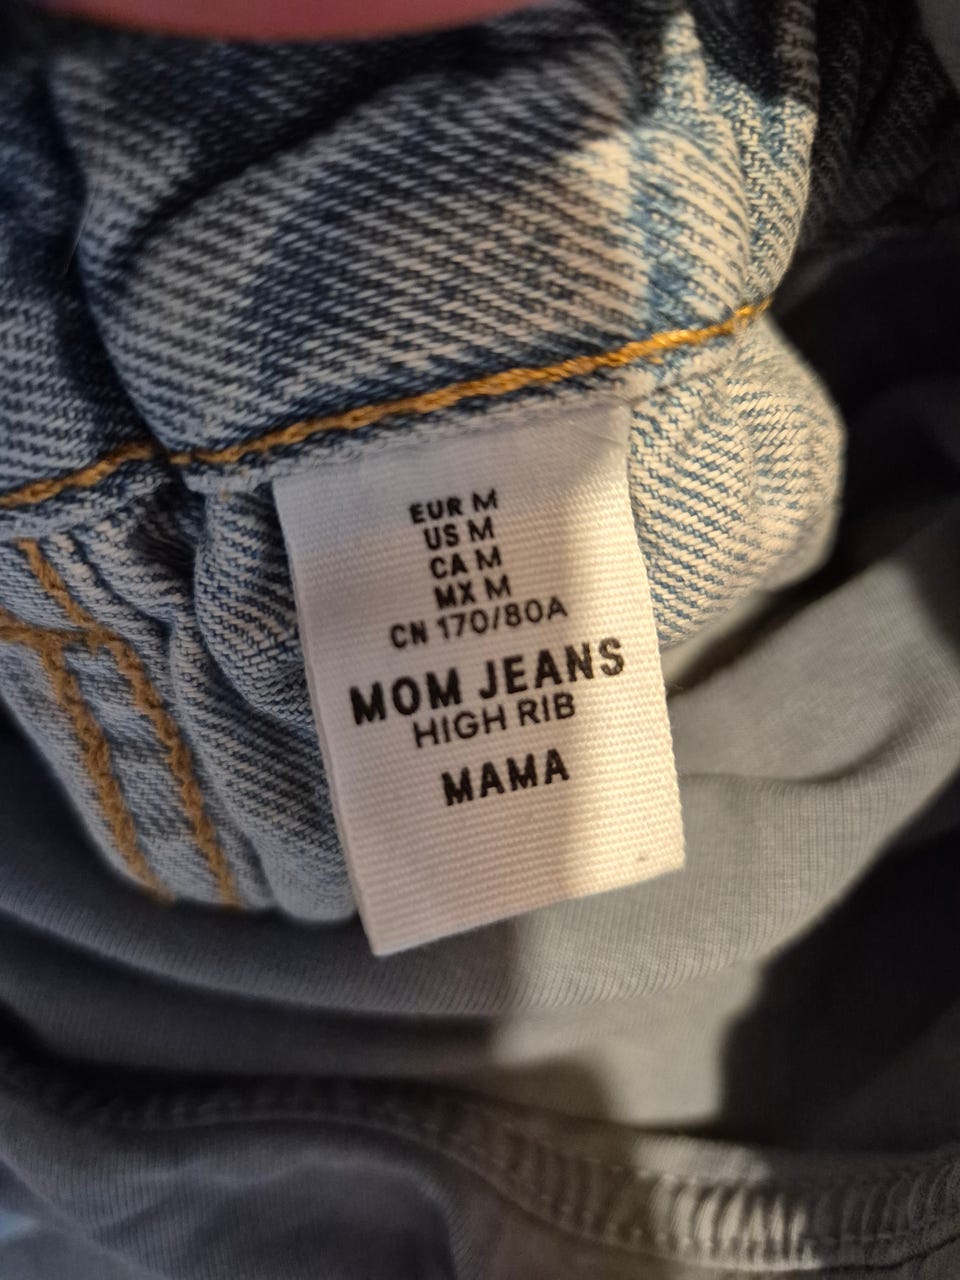 EUR M
US M
CA M
MX M
CN 170/80A
MOM JEANS
HIGH RIB
MAMA